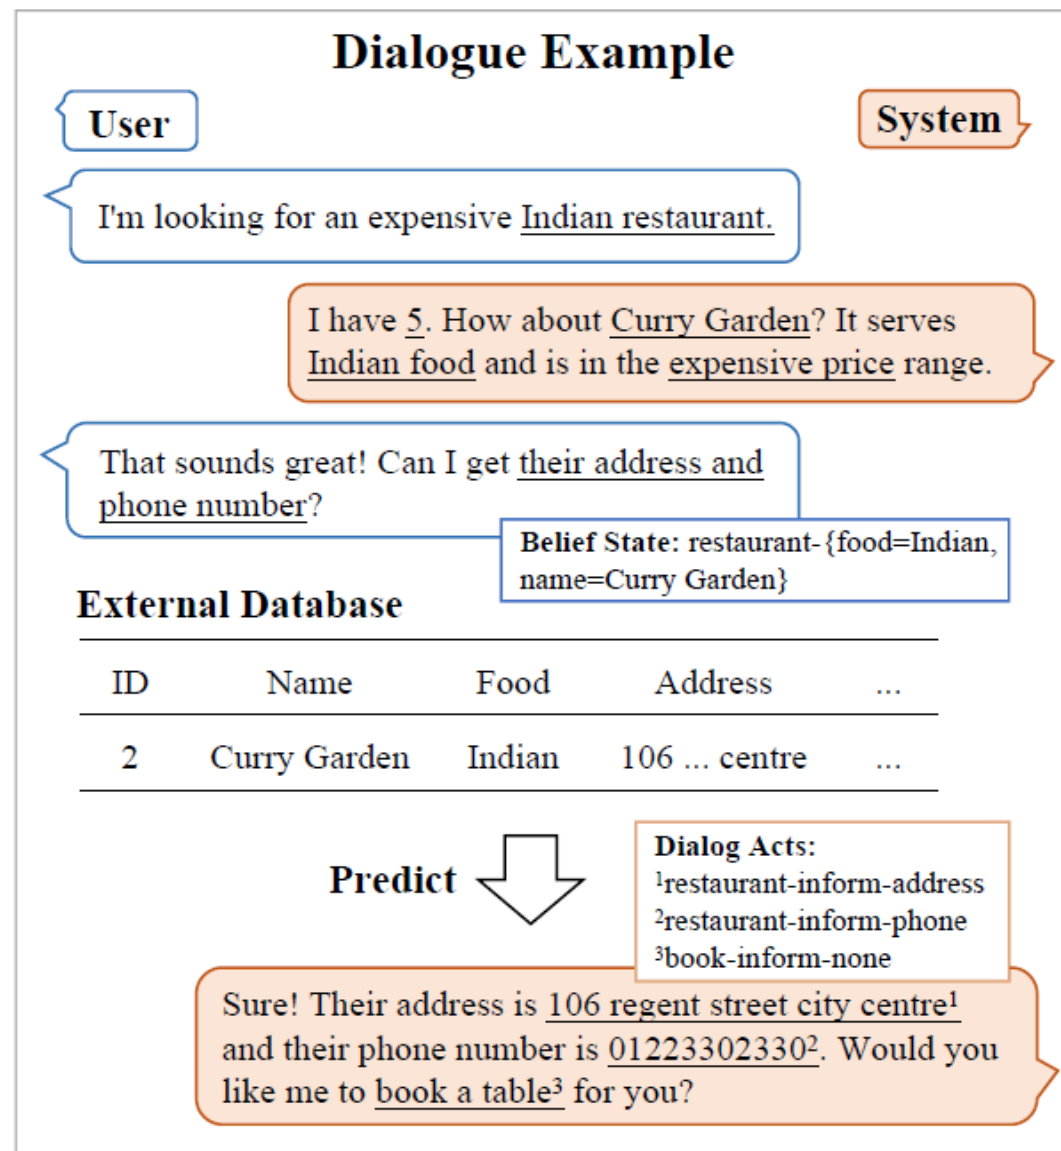 Dialogue Example
User
System
I'm looking for an expensive Indian restaurant.
I have 5. How about Curry Garden? It serves
Indian food and is in the expensive price range.
That sounds great! Can I get their address and
phone number?
Belief State: restaurant-{food=Indian,
name=Curry Garden}
External Database
ID Name Food Address ...
2 Curry Garden Indian 106 ... centre ...
Predict
Dialog Acts:
¹restaurant-inform-address
²restaurant-inform-phone
³book-inform-none
Sure! Their address is 106 regent street city centre¹
and their phone number is 01223302330². Would you
like me to book a table³ for you?